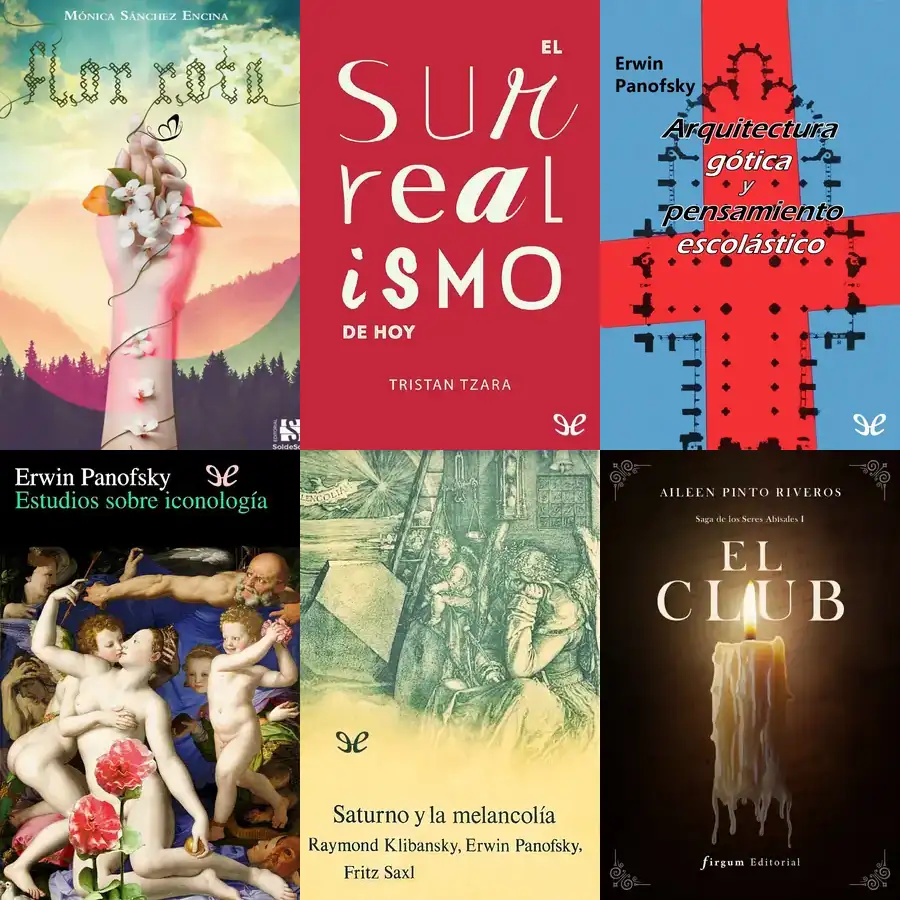 MÓNICA SÁNCHEZ ENCINA
flor rota
EDITORIAL
EL
SUR
reaL
iSMO
DE HOY
TRISTAN TZARA
Erwin
Panofsky
Arquitectura
gótica
y
pensamiento
escolástico
Erwin Panofsky
Estudios sobre iconología
Saturno y la melancolía
Raymond Klibansky, Erwin Panofsky,
Fritz Saxl
AILEEN PINTO RIVEROS
Saga de los Seres Abisales I
EL
CLUB
firgum Editorial